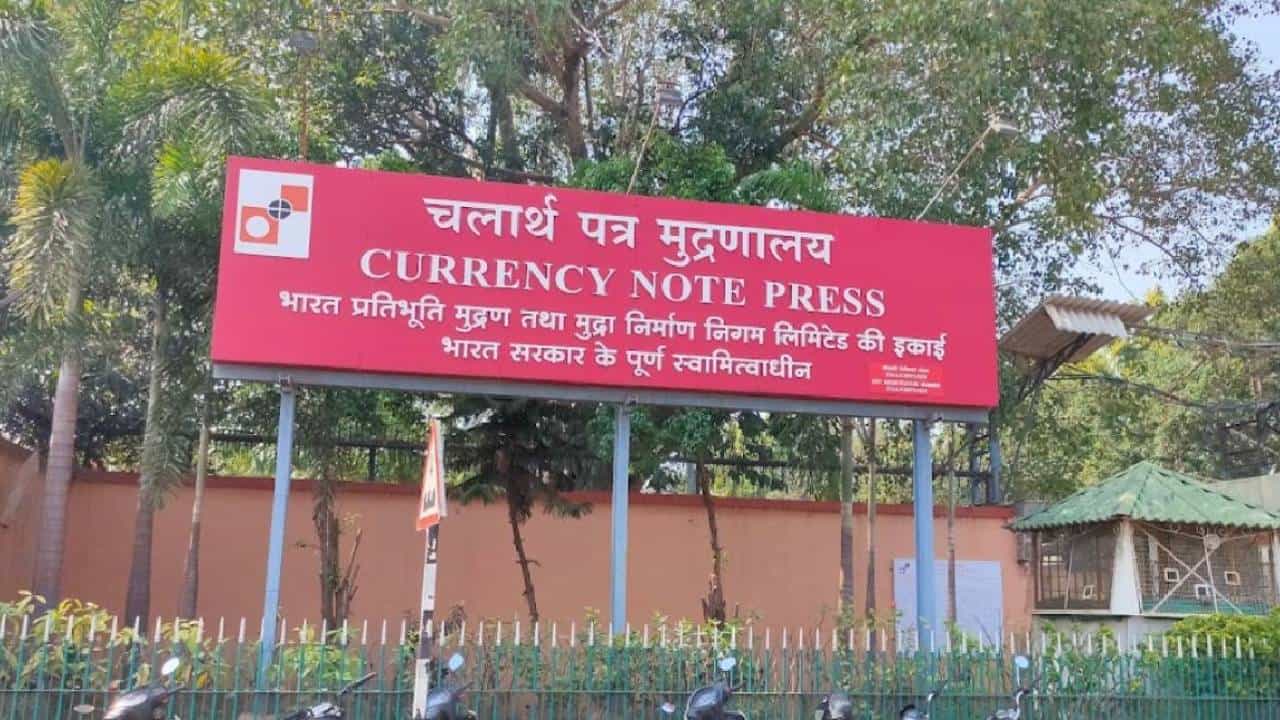 चलार्थ पत्र मुद्रणालय
CURRENCY NOTE PRESS
भारत प्रतिभूति मुद्रण तथा मुद्रा निर्माण निगम लिमिटेड की इकाई
भारत सरकार के पूर्ण स्वामित्वाधीन